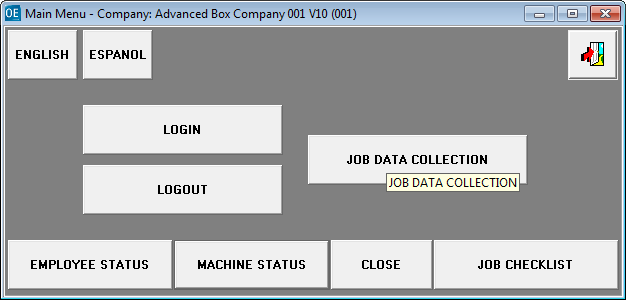 OE Main Menu - Company: Advanced Box Company 001 V10 (001)
ENGLISH ESPANOL
LOGIN
JOB DATA COLLECTION
JOB DATA COLLECTION
LOGOUT
EMPLOYEE STATUS MACHINE STATUS CLOSE JOB CHECKLIST